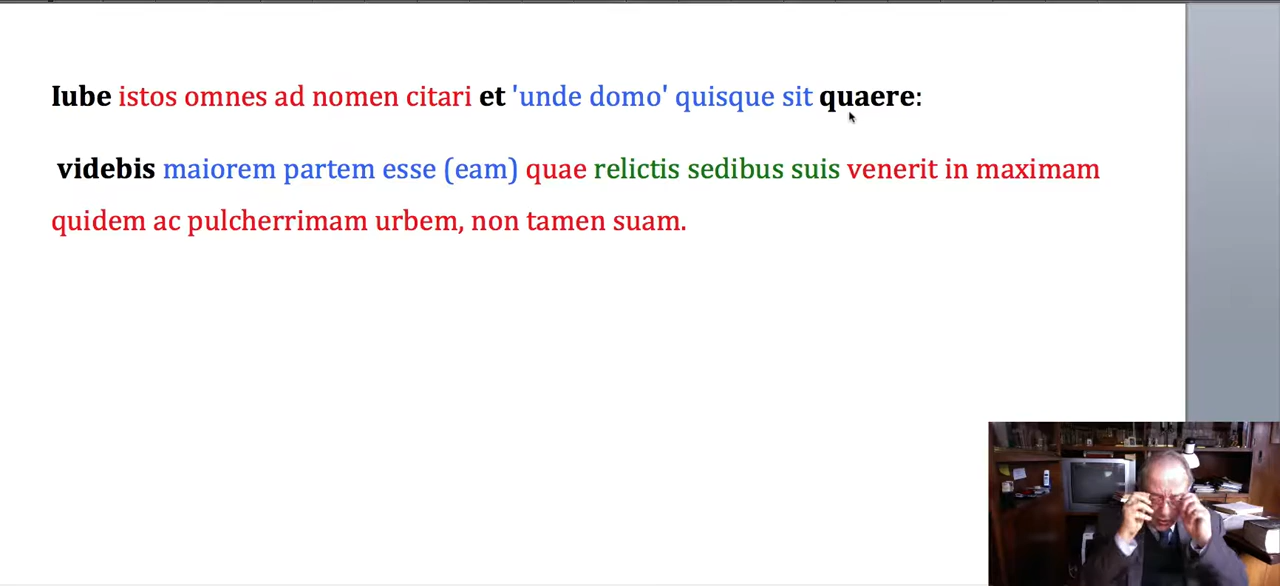 Iube istos omnes ad nomen citari et 'unde domo' quisque sit quaere:
videbis maiorem partem esse (eam) quae relictis sedibus suis venerit in maximam
quidem ac pulcherrimam urbem, non tamen suam.